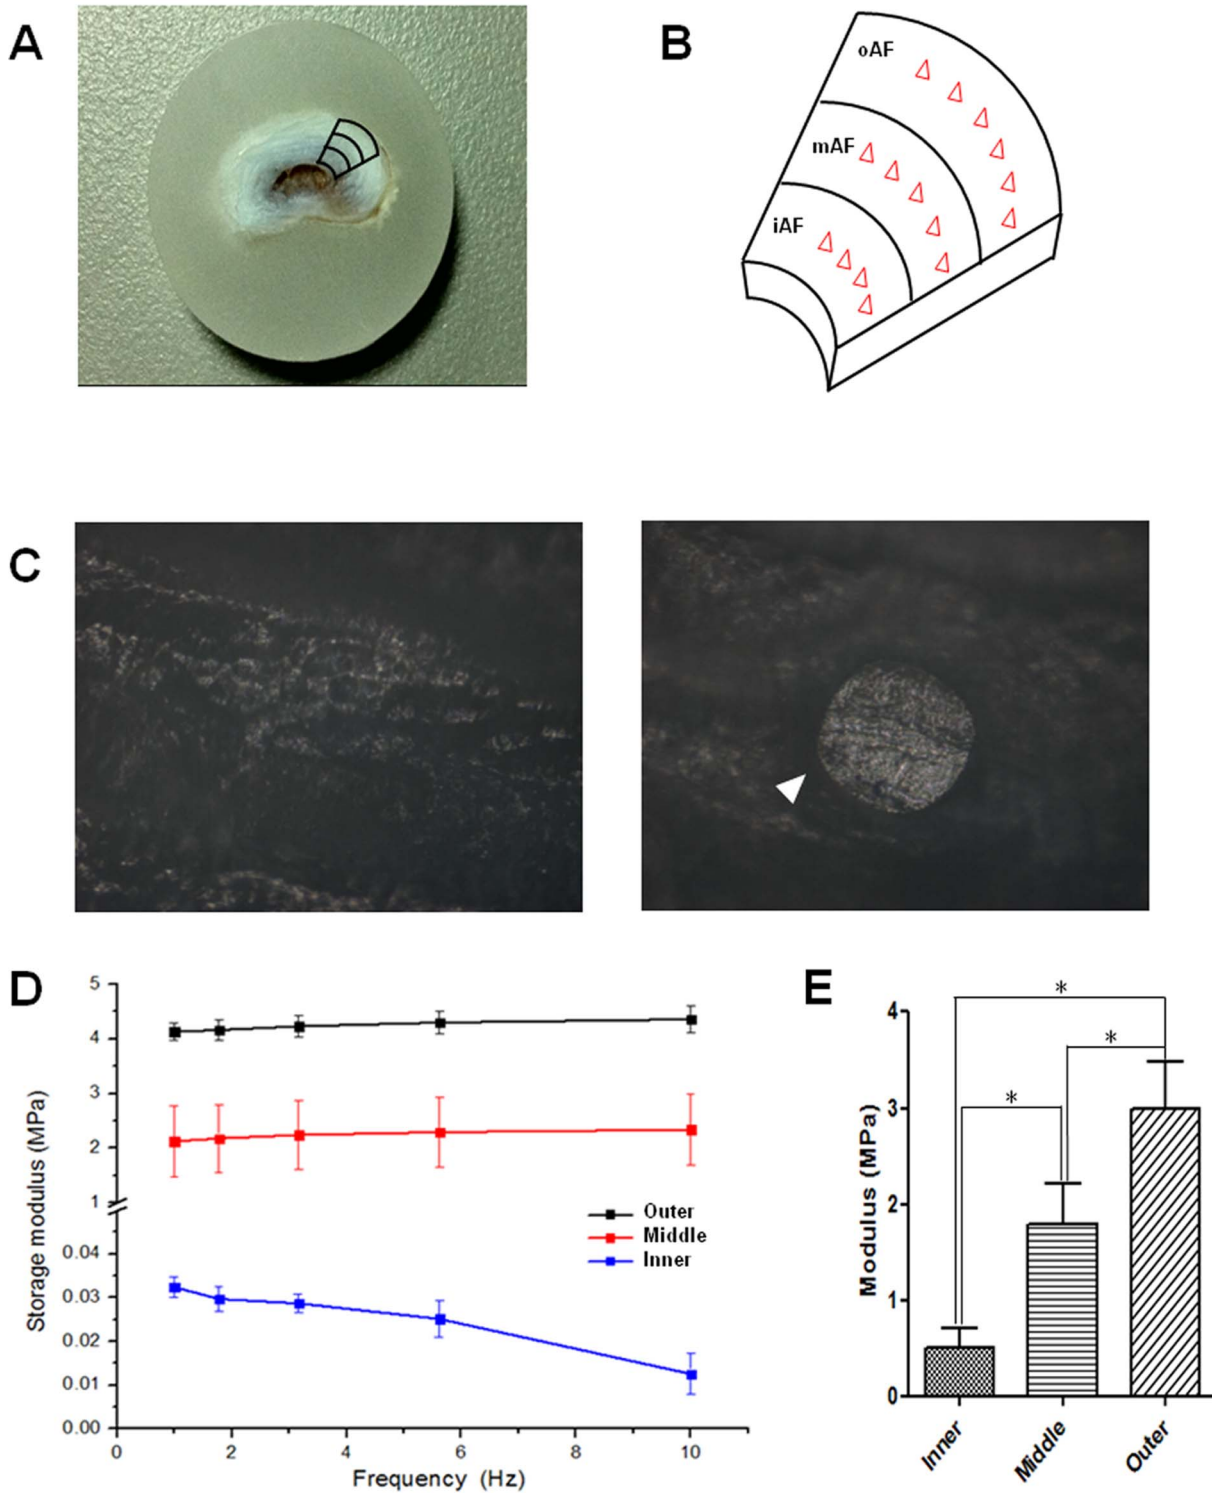 A
B
oAF
mAF
iAF
C
D
5
4
3
2
1
0.04
0.03
0.02
0.01
0.00
Storage modulus (MPa)
Outer
Middle
Inner
0 2 4 6 8 10
Frequency (Hz)
E
*
*
*
4
3
2
1
0
Modulus (MPa)
Inner
Middle
Outer